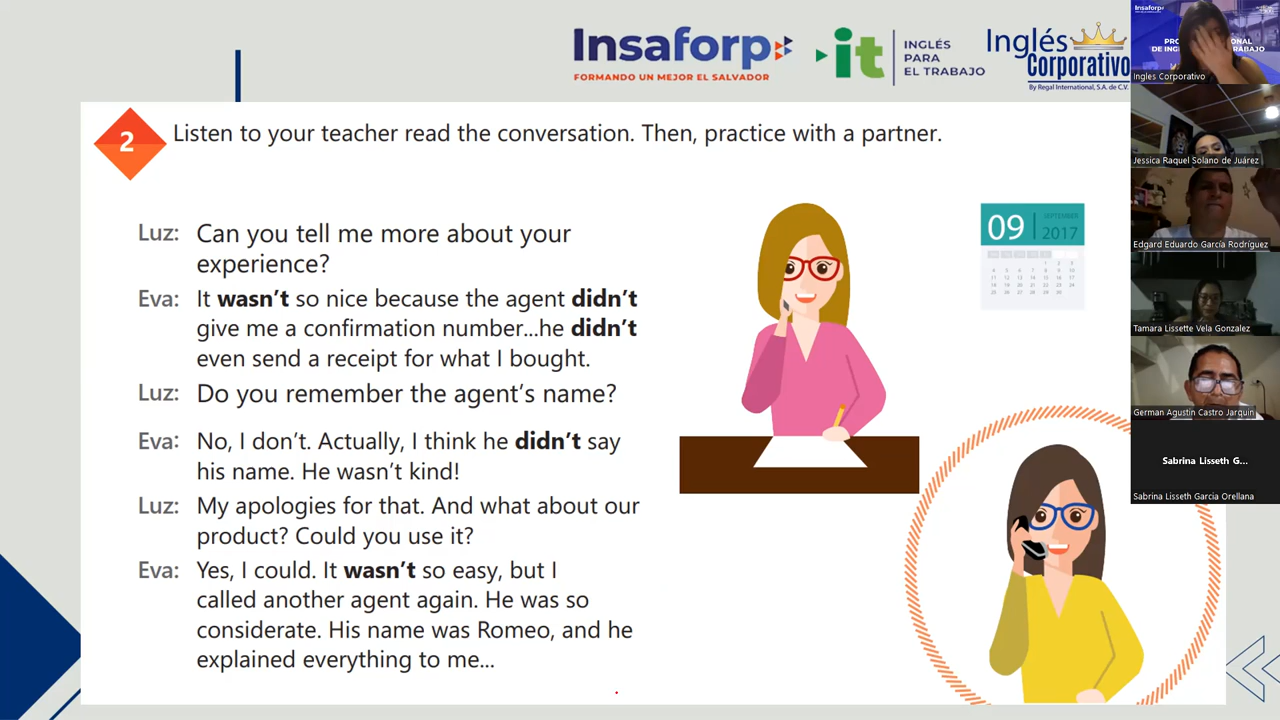 Insaforp
FORMANDO UN MEJOR EL SALVADOR
it
INGLÉS
PARA
EL TRABAJO
Inglés
Corporativo
By Regal International, S.A. de C.V.
2
Listen to your teacher read the conversation. Then, practice with a partner.
Luz: Can you tell me more about your
experience?
Eva: It wasn't so nice because the agent didn't
give me a confirmation number...he didn't
even send a receipt for what I bought.
Luz: Do you remember the agent's name?
Eva: No, I don't. Actually, I think he didn't say
his name. He wasn't kind!
Luz: My apologies for that. And what about our
product? Could you use it?
Eva: Yes, I could. It wasn't so easy, but I
called another agent again. He was so
considerate. His name was Romeo, and he
explained everything to me...
09
SEPTEMBER
2017
Insaforp
Ingles Corporativo
Jessica Raquel Solano de Juárez
Edgard Eduardo García Rodríguez
Tamara Lissette Vela Gonzalez
German Agustin Castro Jarquin
Sabrina Lisseth G...
Sabrina Lisseth Garcia Orellana